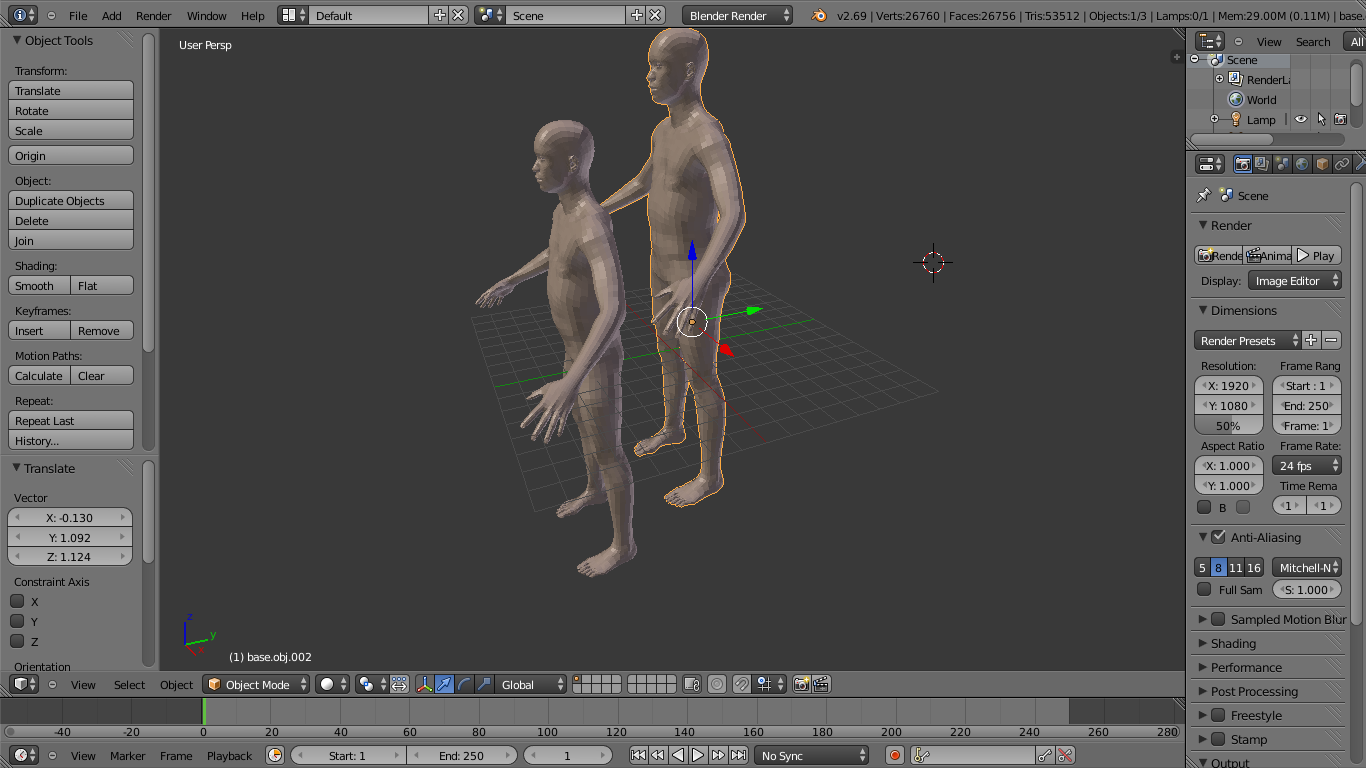 File Add Render Window Help Default Scene Blender Render v2.69 | Verts:26760 | Faces:26756 | Tris:53512 | Objects:1/3 | Lamps:0/1 | Mem:29.00M (0.11M) | base.
Object Tools
Transform:
Translate
Rotate
Scale
Origin
Object:
Duplicate Objects
Delete
Join
Shading:
Smooth Flat
Keyframes:
Insert Remove
Motion Paths:
Calculate Clear
Repeat:
Repeat Last
History...
Translate
Vector
X: -0.130
Y: 1.092
Z: 1.124
Constraint Axis
X
Y
Z
Orientation
User Persp
z
y
x
(1) base.obj.002
View Select Object Object Mode Global
-40 -20 0 20 40 60 80 100 120 140 160 180 200 220 240 260 280
View Marker Frame Playback Start: 1 End: 250 1 No Sync
View Search All
Scene
RenderLa
World
Lamp
Scene
Render
Rende Anima Play
Display: Image Editor
Dimensions
Render Presets
Resolution: Frame Rang
X: 1920 Start : 1
Y: 1080 End: 250
50% Frame: 1
Aspect Ratio Frame Rate:
X: 1.000 24 fps
Y: 1.000 Time Rema
B 1 1
Anti-Aliasing
5 8 11 16 Mitchell-N
Full Sam S: 1.000
Sampled Motion Blur
Shading
Performance
Post Processing
Freestyle
Stamp
Output